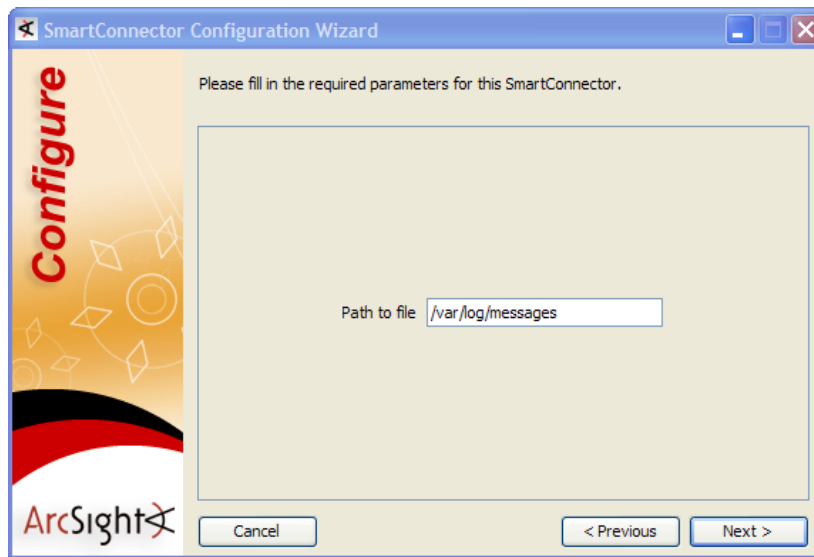 SmartConnector Configuration Wizard
Configure
Please fill in the required parameters for this SmartConnector.
Path to file /var/log/messages
ArcSight
Cancel < Previous Next >